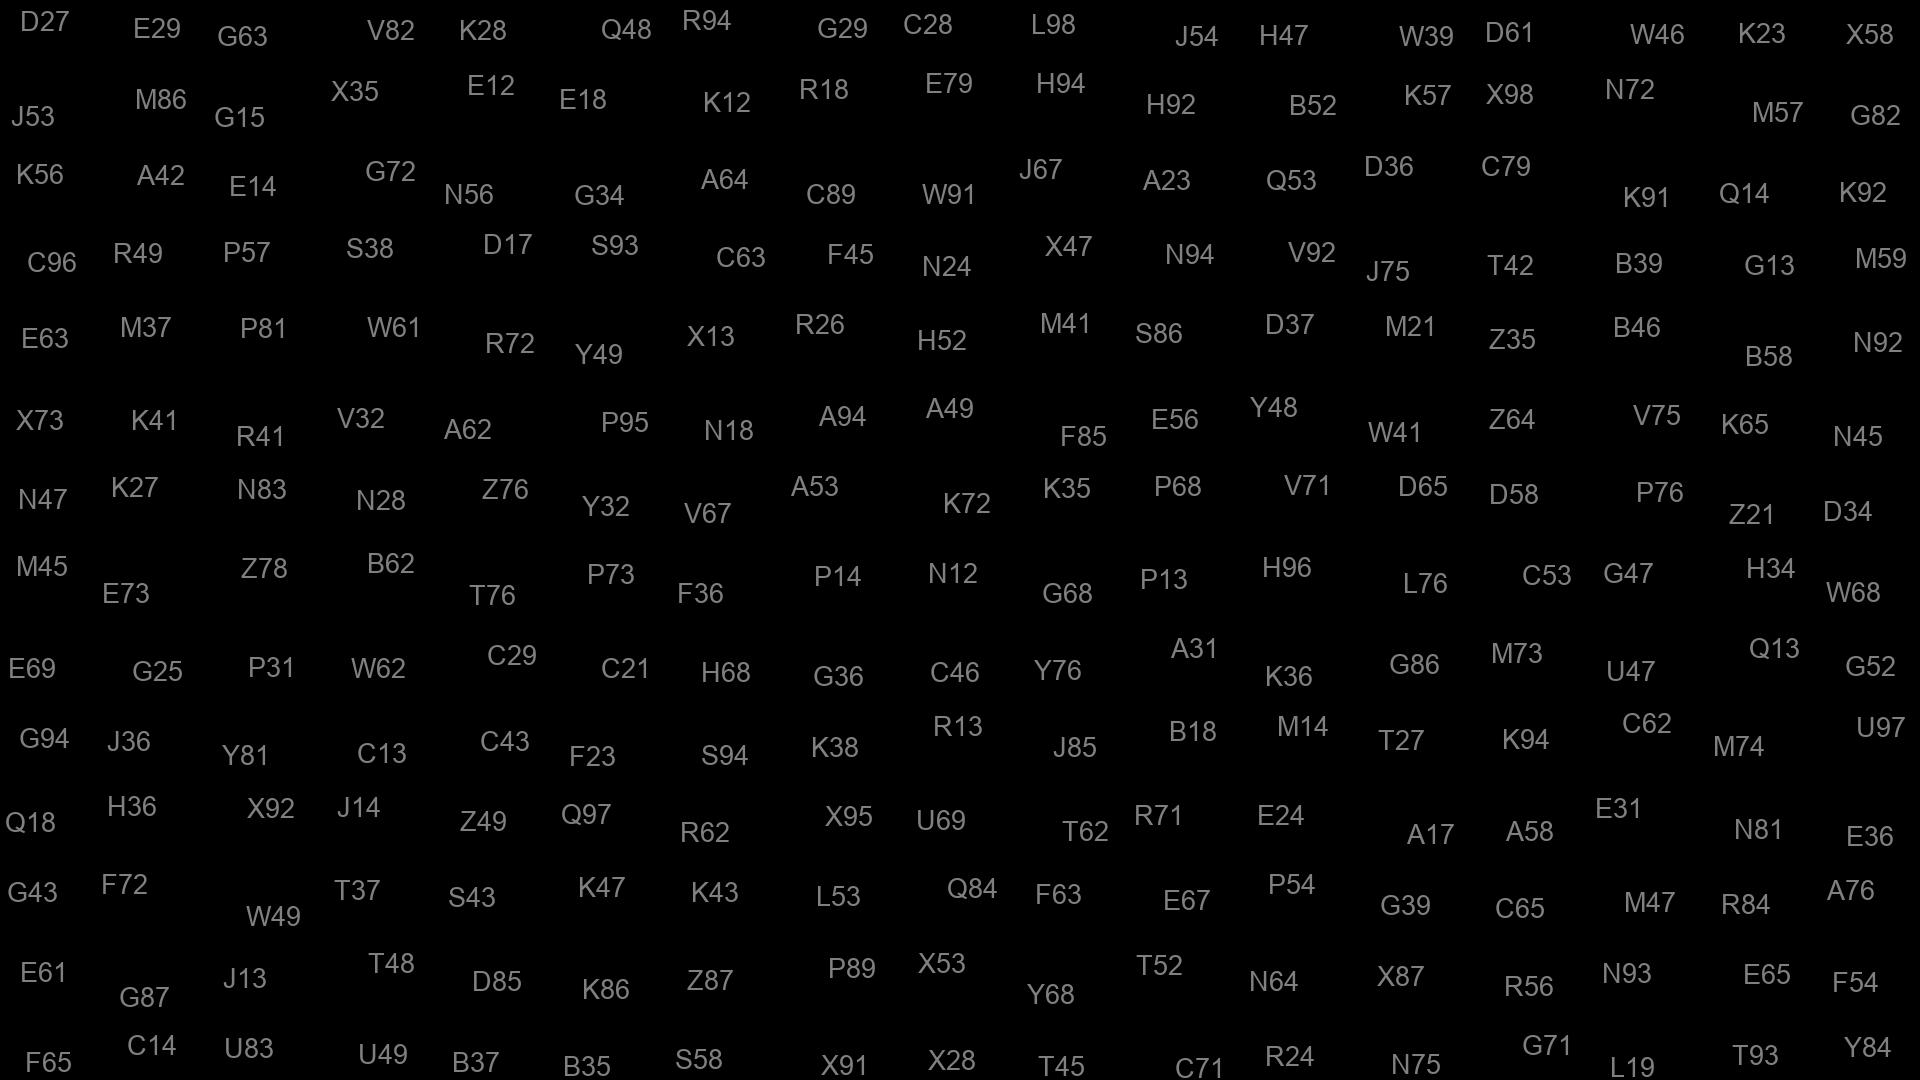 D27 E29 G63 V82 K28 Q48 R94 G29 C28 L98 J54 H47 W39 D61 W46 K23 X58
J53 M86 G15 X35 E12 E18 K12 R18 E79 H94 H92 B52 K57 X98 N72 M57 G82
K56 A42 E14 G72 N56 G34 A64 C89 W91 J67 A23 Q53 D36 C79 K91 Q14 K92
C96 R49 P57 S38 D17 S93 C63 F45 N24 X47 N94 V92 J75 T42 B39 G13 M59
E63 M37 P81 W61 R72 Y49 X13 R26 H52 M41 S86 D37 M21 Z35 B46 B58 N92
X73 K41 R41 V32 A62 P95 N18 A94 A49 F85 E56 Y48 W41 Z64 V75 K65 N45
N47 K27 N83 N28 Z76 Y32 V67 A53 K72 K35 P68 V71 D65 D58 P76 Z21 D34
M45 E73 Z78 B62 T76 P73 F36 P14 N12 G68 P13 H96 L76 C53 G47 H34 W68
E69 G25 P31 W62 C29 C21 H68 G36 C46 Y76 A31 K36 G86 M73 U47 Q13 G52
G94 J36 Y81 C13 C43 F23 S94 K38 R13 J85 B18 M14 T27 K94 C62 M74 U97
Q18 H36 X92 J14 Z49 Q97 R62 X95 U69 T62 R71 E24 A17 A58 E31 N81 E36
G43 F72 W49 T37 S43 K47 K43 L53 Q84 F63 E67 P54 G39 C65 M47 R84 A76
E61 G87 J13 T48 D85 K86 Z87 P89 X53 Y68 T52 N64 X87 R56 N93 E65 F54
F65 C14 U83 U49 B37 B35 S58 X91 X28 T45 C71 R24 N75 G71 L19 T93 Y84